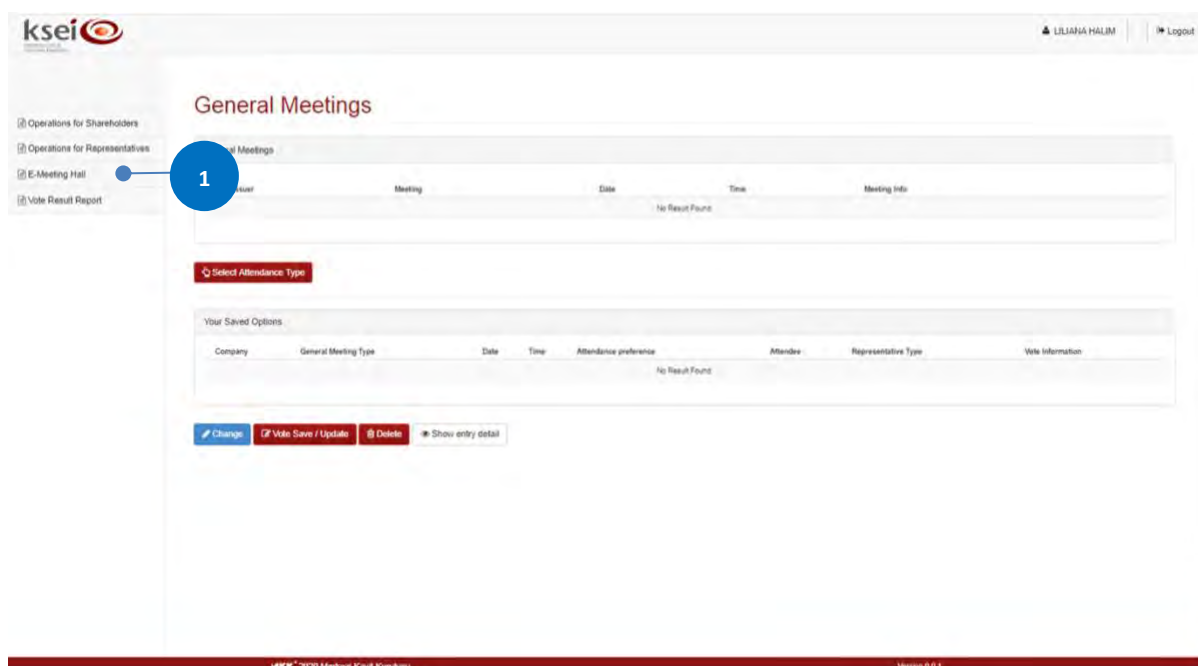 ksei
LILIANA HALIM
Logout
General Meetings
Operations for Shareholders
Operations for Representatives
E-Meeting Hall
Vote Result Report
1
Meetings
Meeting Date Time Meeting Info
No Result Found
Select Attendance Type
Your Saved Options
Company General Meeting Type Date Time Attendance preference Attendee Representative Type Vote Information
No Result Found
Change Vote Save / Update Delete Show entry detail